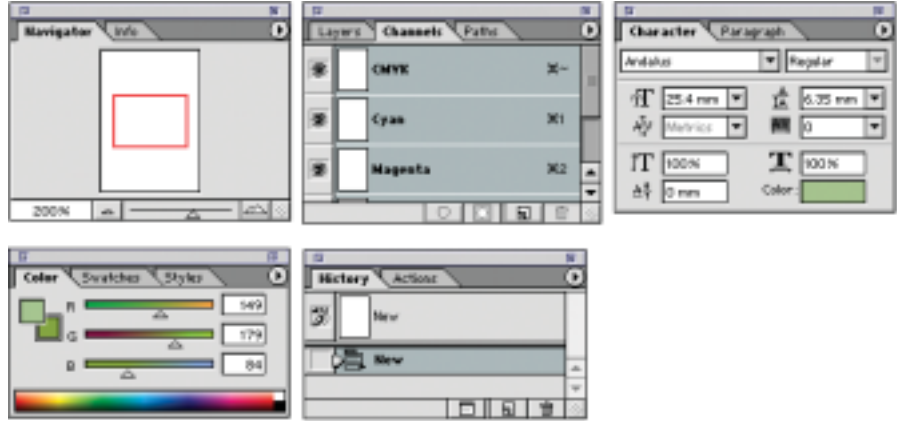 Navigator Info
200%
Layers Channels Paths
CMYK ⌘~
Cyan ⌘1
Magenta ⌘2
Character Paragraph
Andalus Regular
25.4 mm 6.35 mm
Metrics 0
100% 100%
0 mm Color:
Color Swatches Styles
R 149
G 179
B 84
History Actions
New
New